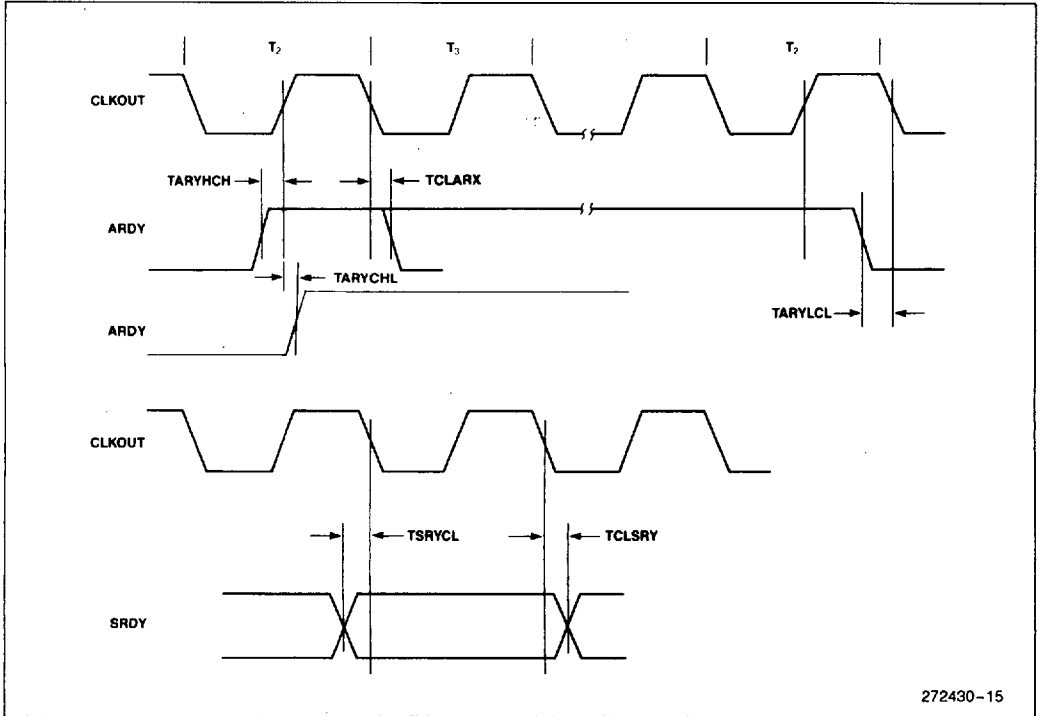 T₂ T₃ T₂
CLKOUT
TARYHCH TCLARX
ARDY
TARYCHL
TARYLCL
ARDY
CLKOUT
TSRYCL TCLSRY
SRDY
272430-15